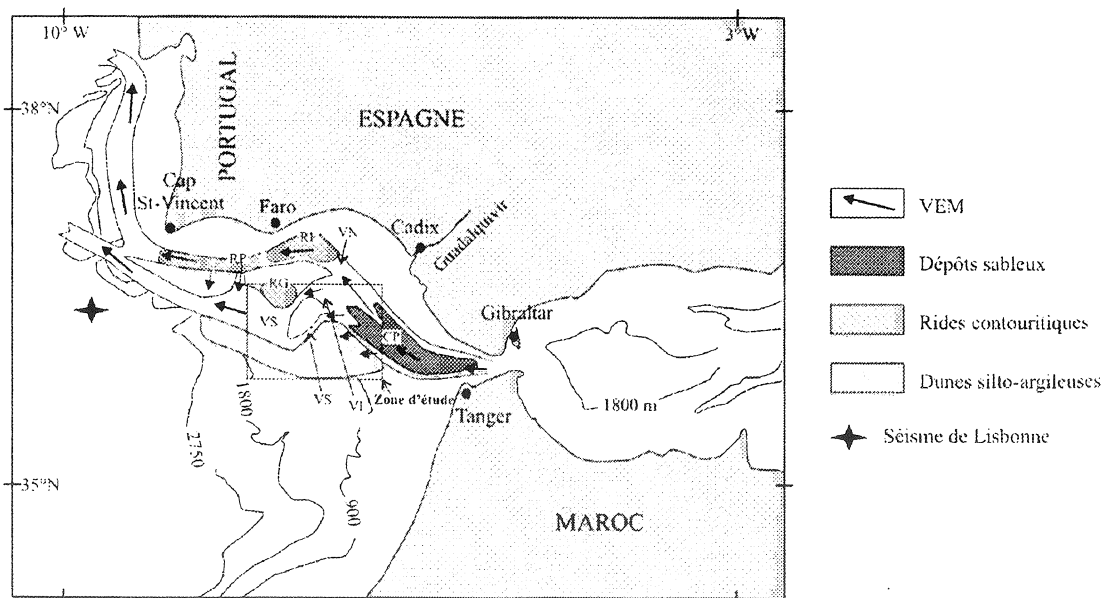 10° W
3°W
38°N
PORTUGAL
ESPAGNE
Cap
St-Vincent
Faro
Cadix
Guadalquivir
RF
VN
RP
RG
Gibraltar
VS
CP
VS
VI
Zone d'étude
Tanger
1800 m
1800
2750
900
35°N
MAROC
VEM
Dépôts sableux
Rides contouritiques
Dunes silto-argileuses
Séisme de Lisbonne